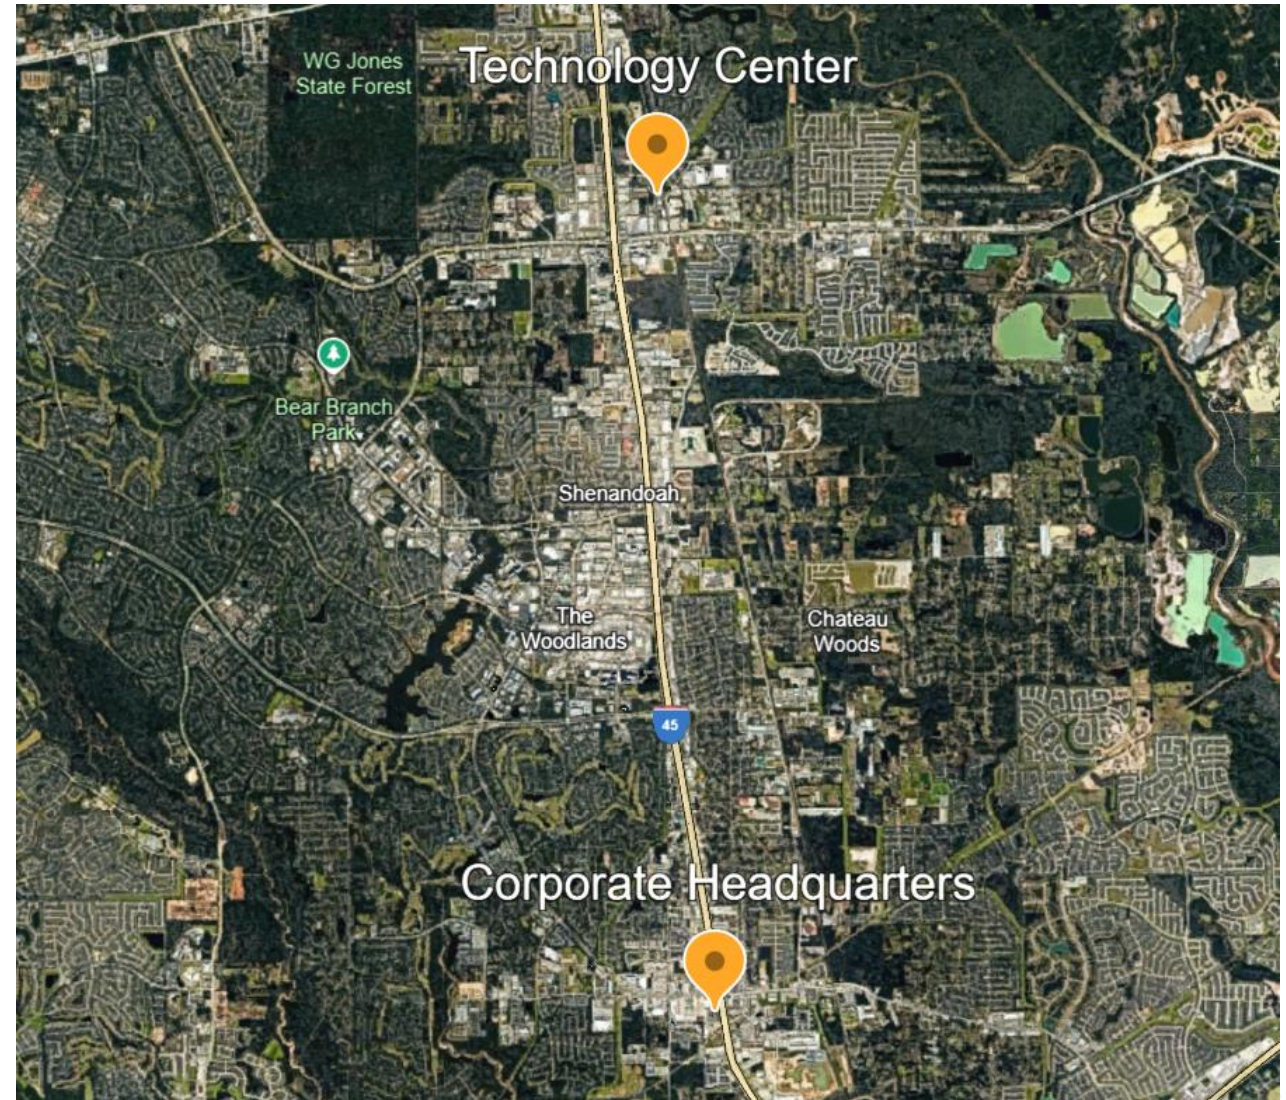 WG Jones
State Forest
Technology Center
Bear Branch
Park
Shenandoah
The
Woodlands
Chateau
Woods
45
Corporate Headquarters